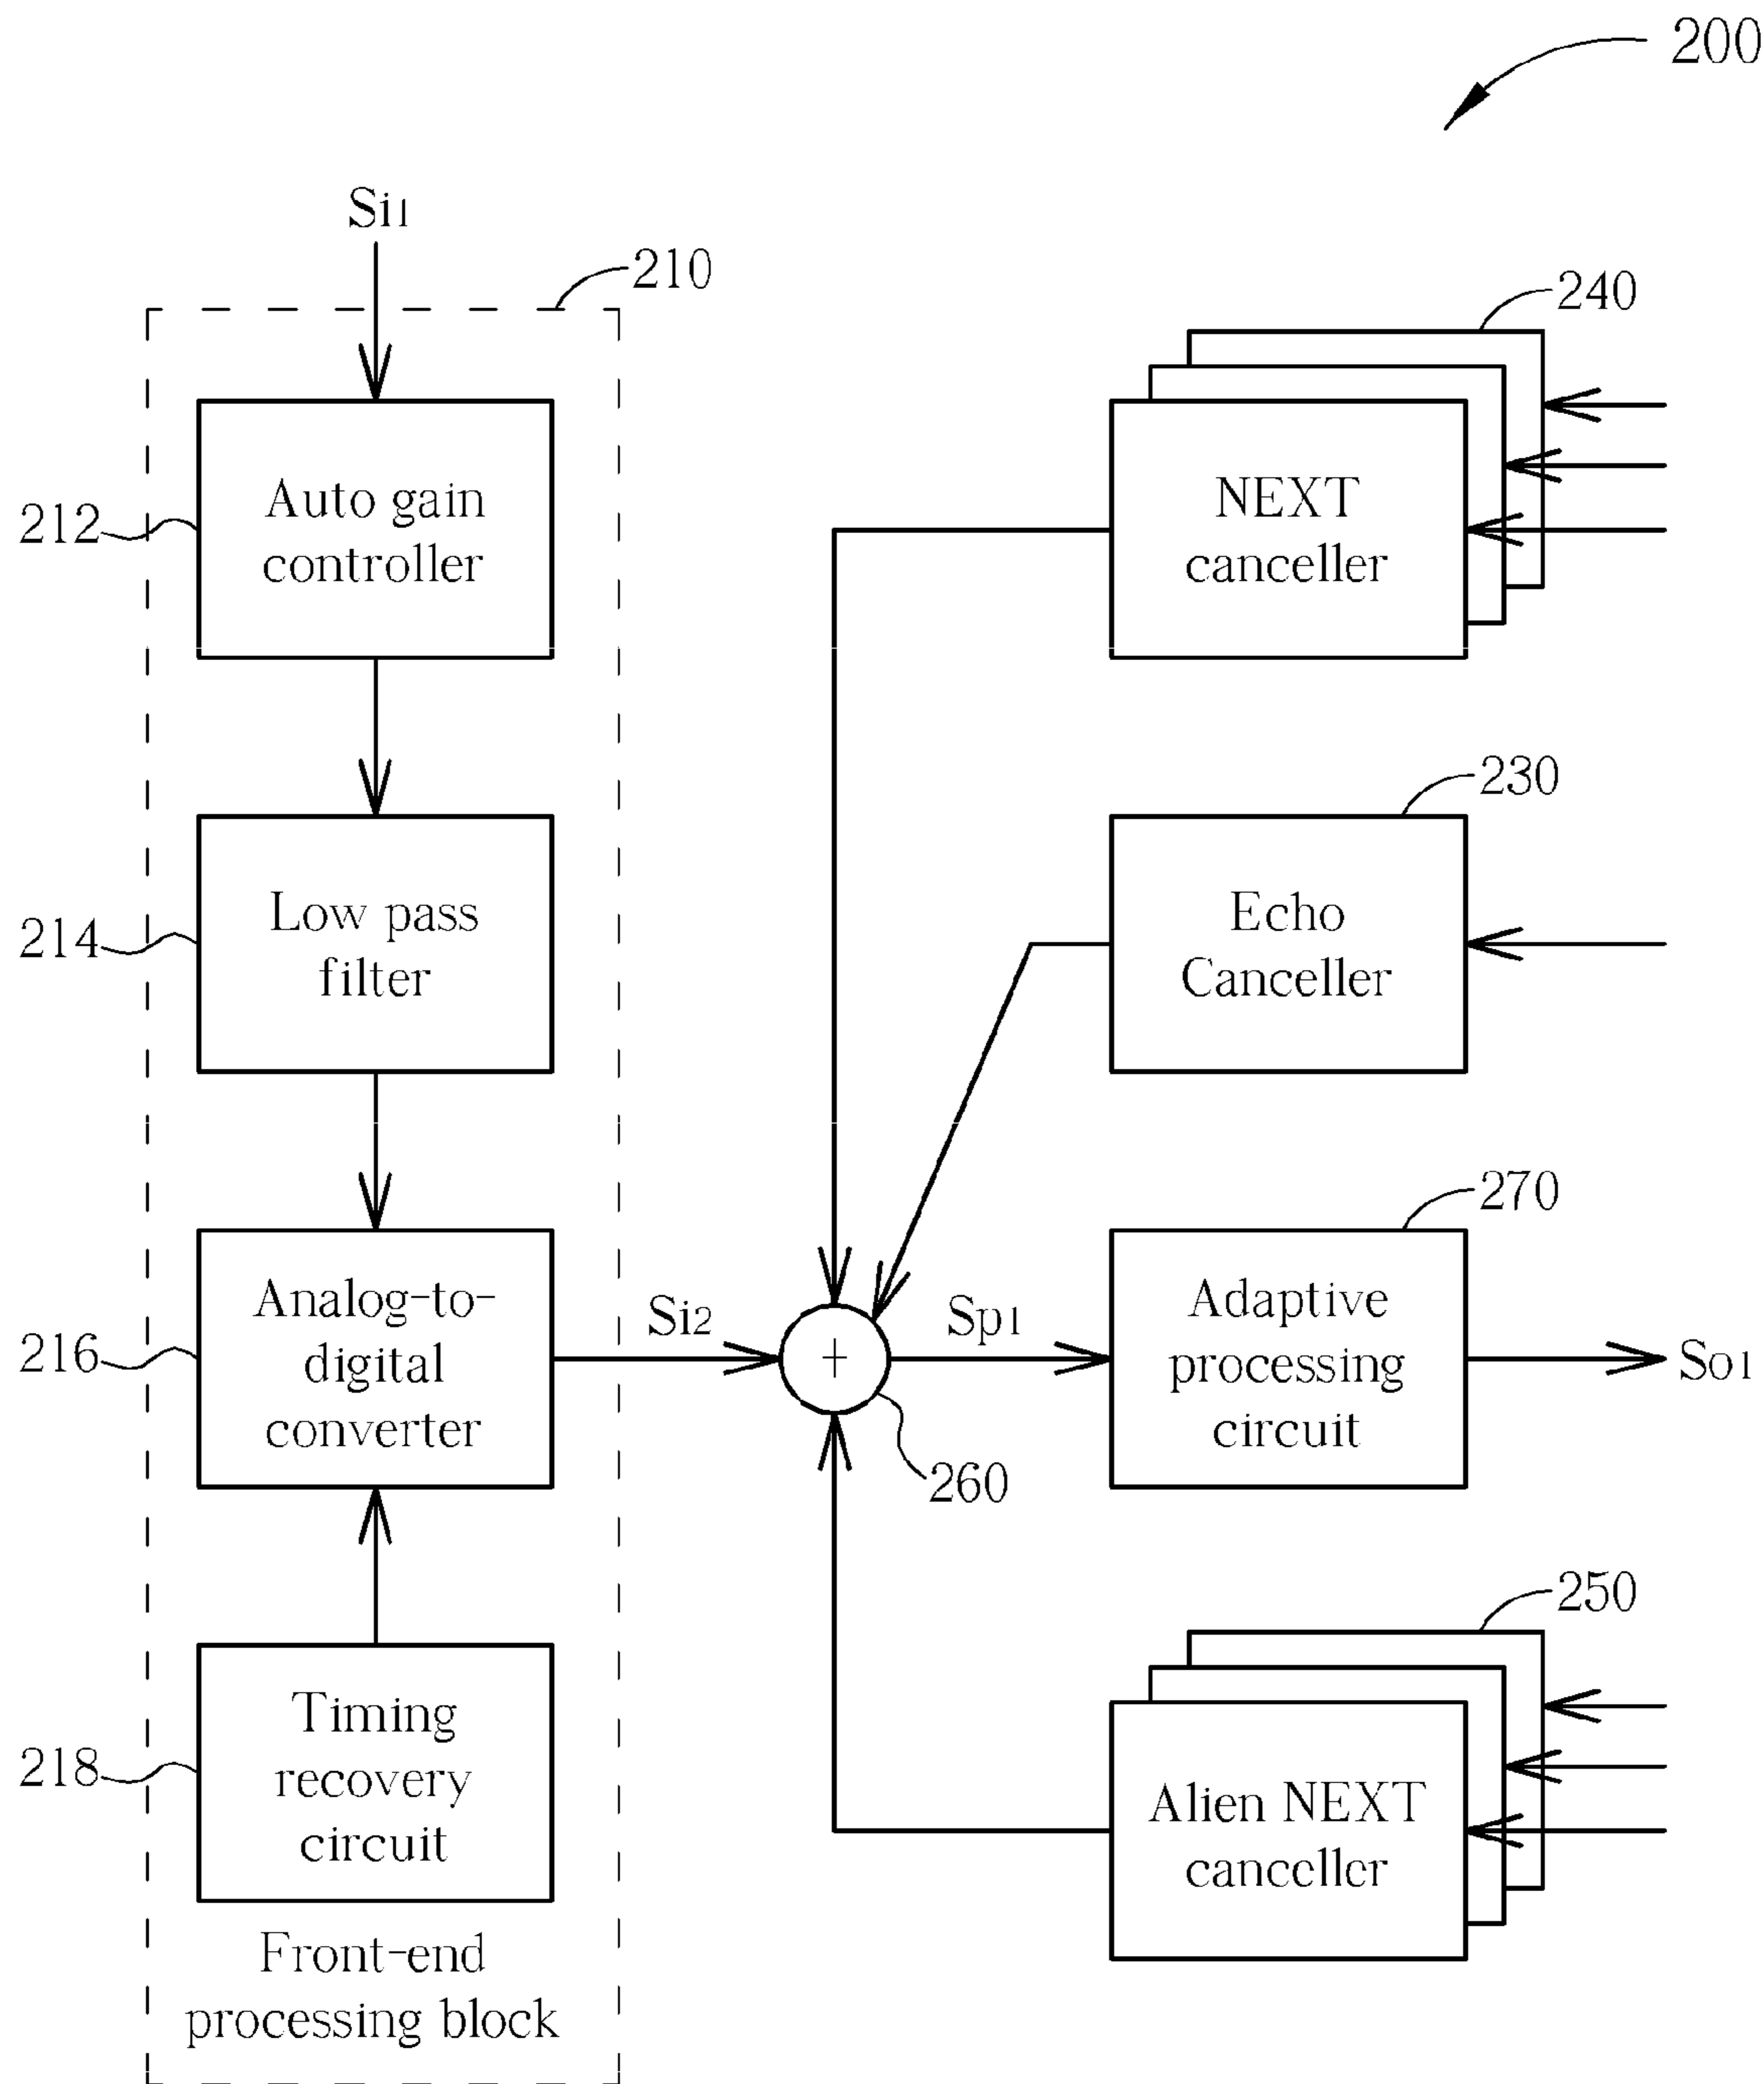 200
Si1
210
240
212
Auto gain
controller
NEXT
canceller
230
214
Low pass
filter
Echo
Canceller
270
216
Analog-to-
digital
converter
Si2
+
Sp1
Adaptive
processing
circuit
So1
260
250
218
Timing
recovery
circuit
Alien NEXT
canceller
Front-end
processing block